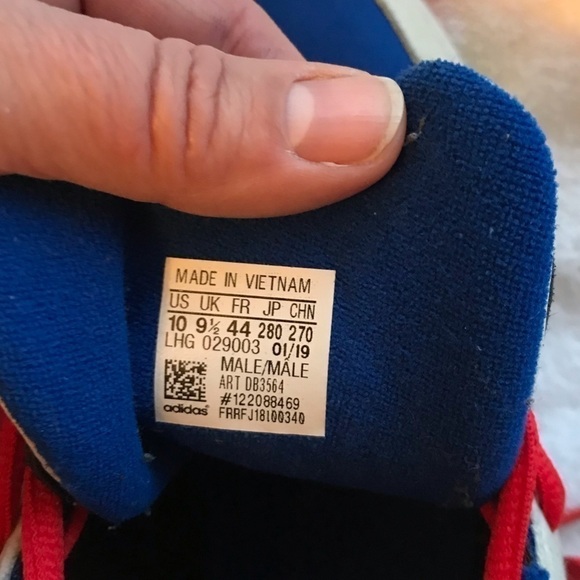 MADE IN VIETNAM
US UK FR JP CHN
10 9½ 44 280 270
LHG 029003 01/19
MALE/MALE
ART DB3564
#122088469
adidas FRRFJ18100340